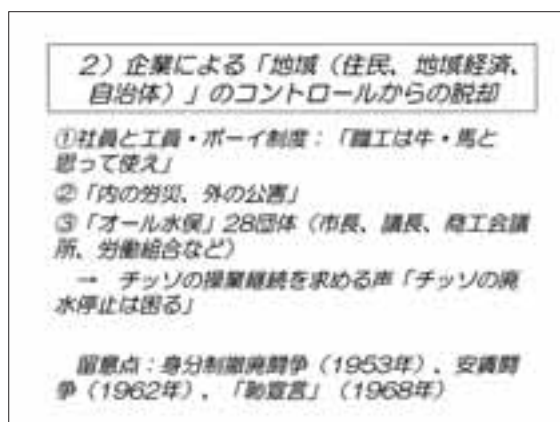 2）企業による「地域（住民、地域経済、
自治体）」のコントロールからの脱却
①社員と工員・ボーイ制度：「職工は牛・馬と
思って使え」
②「内の労災、外の公害」
③「オール水俣」28団体（市長、議長、商工会議
所、労働組合など）
→　チッソの操業継続を求める声「チッソの廃
水停止は困る」
留意点：身分制撤廃闘争（1953年）、安賃闘
争（1962年）、「恥宣言」（1968年）